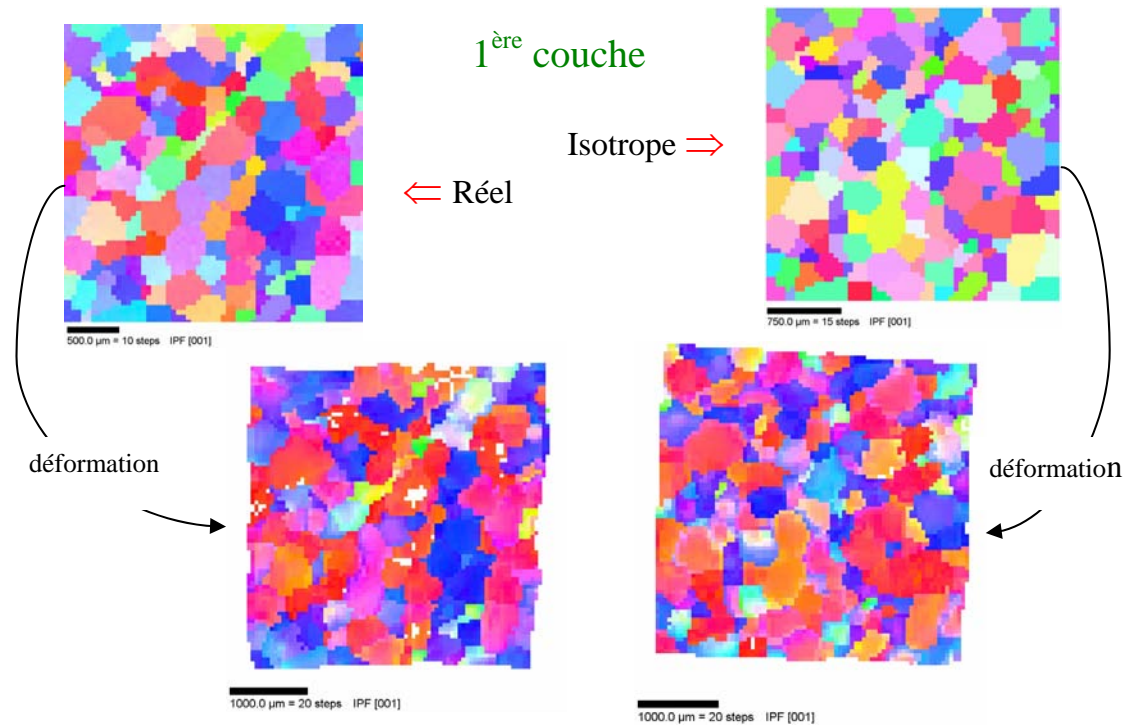 1ère couche
Isotrope ⇒
⇐ Réel
500.0 µm = 10 steps IPF [001]
750.0 µm = 15 steps IPF [001]
déformation
déformation
1000.0 µm = 20 steps IPF [001]
1000.0 µm = 20 steps IPF [001]